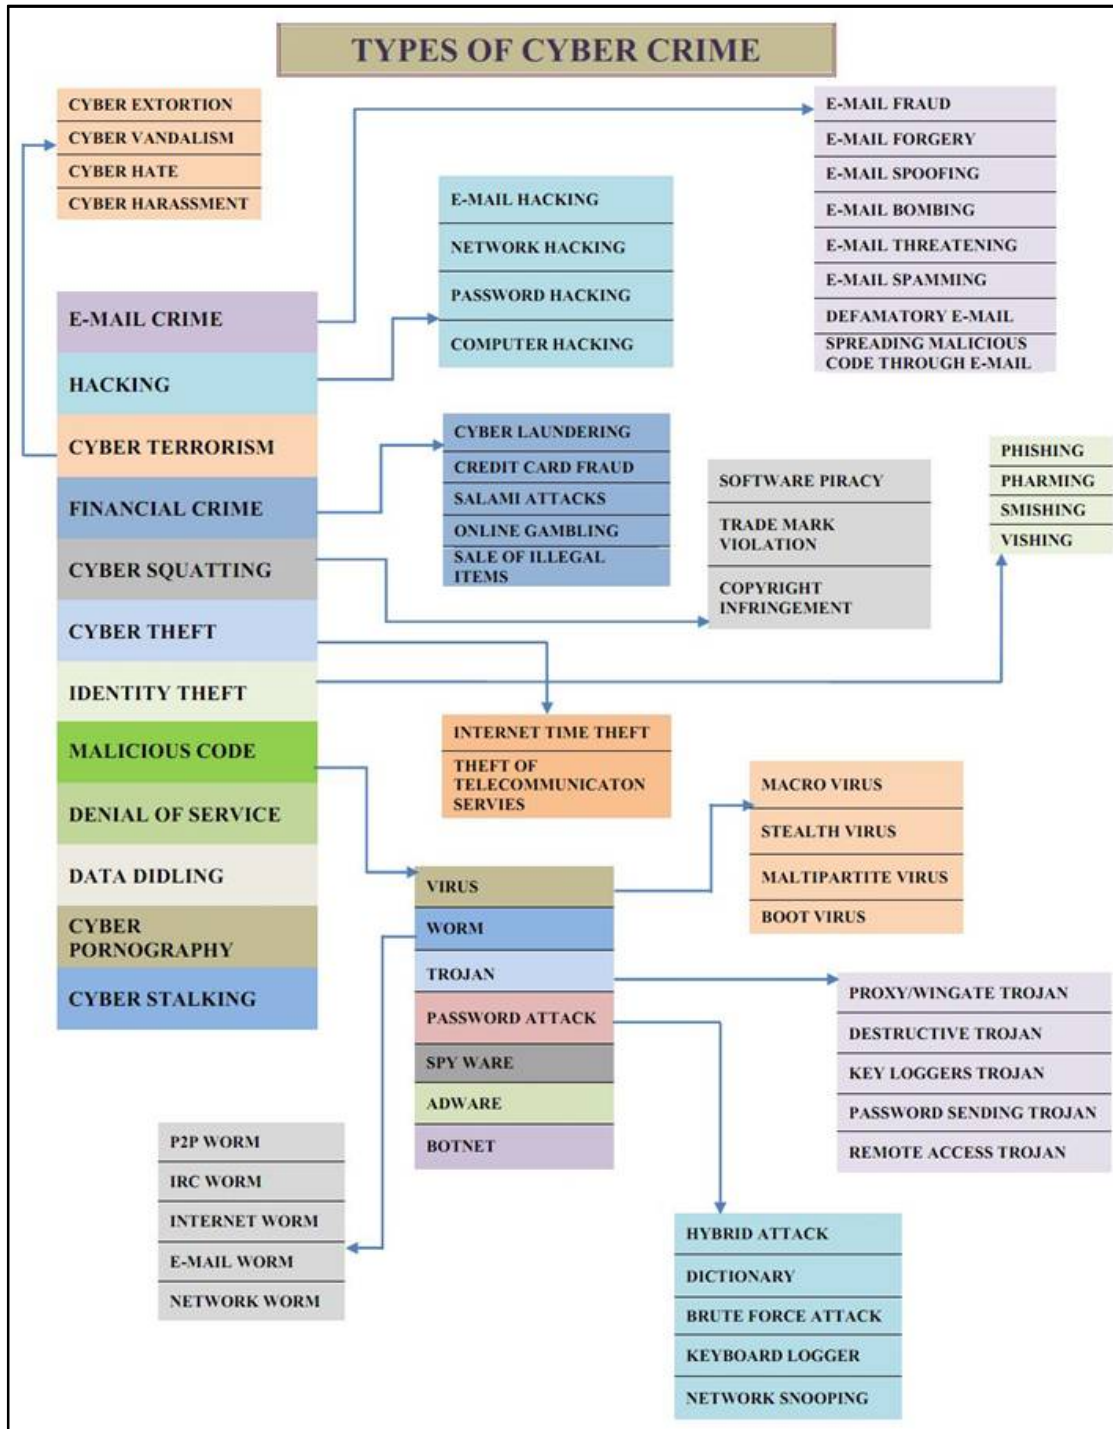 TYPES OF CYBER CRIME
CYBER EXTORTION
CYBER VANDALISM
CYBER HATE
CYBER HARASSMENT
E-MAIL FRAUD
E-MAIL FORGERY
E-MAIL SPOOFING
E-MAIL BOMBING
E-MAIL THREATENING
E-MAIL SPAMMING
DEFAMATORY E-MAIL
SPREADING MALICIOUS
CODE THROUGH E-MAIL
E-MAIL HACKING
NETWORK HACKING
PASSWORD HACKING
COMPUTER HACKING
E-MAIL CRIME
HACKING
CYBER TERRORISM
FINANCIAL CRIME
CYBER SQUATTING
CYBER THEFT
IDENTITY THEFT
MALICIOUS CODE
DENIAL OF SERVICE
DATA DIDLING
CYBER
PORNOGRAPHY
CYBER STALKING
CYBER LAUNDERING
CREDIT CARD FRAUD
SALAMI ATTACKS
ONLINE GAMBLING
SALE OF ILLEGAL
ITEMS
SOFTWARE PIRACY
TRADE MARK
VIOLATION
COPYRIGHT
INFRINGEMENT
PHISHING
PHARMING
SMISHING
VISHING
INTERNET TIME THEFT
THEFT OF
TELECOMMUNICATON
SERVIES
MACRO VIRUS
STEALTH VIRUS
MALTIPARTITE VIRUS
BOOT VIRUS
VIRUS
WORM
TROJAN
PASSWORD ATTACK
SPY WARE
ADWARE
BOTNET
PROXY/WINGATE TROJAN
DESTRUCTIVE TROJAN
KEY LOGGERS TROJAN
PASSWORD SENDING TROJAN
REMOTE ACCESS TROJAN
P2P WORM
IRC WORM
INTERNET WORM
E-MAIL WORM
NETWORK WORM
HYBRID ATTACK
DICTIONARY
BRUTE FORCE ATTACK
KEYBOARD LOGGER
NETWORK SNOOPING